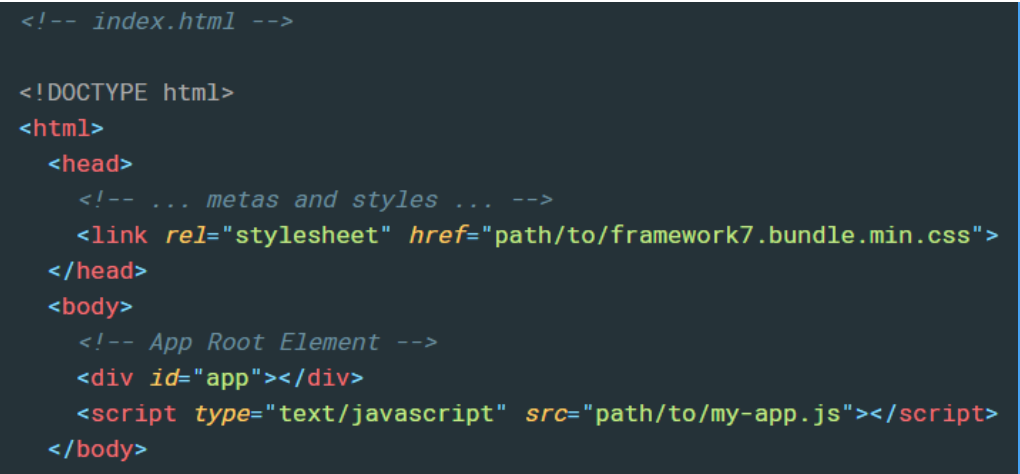 <!-- index.html -->
<!DOCTYPE html>
<html>
<head>
<!-- ... metas and styles ... -->
<link rel="stylesheet" href="path/to/framework7.bundle.min.css">
</head>
<body>
<!-- App Root Element -->
<div id="app"></div>
<script type="text/javascript" src="path/to/my-app.js"></script>
</body>